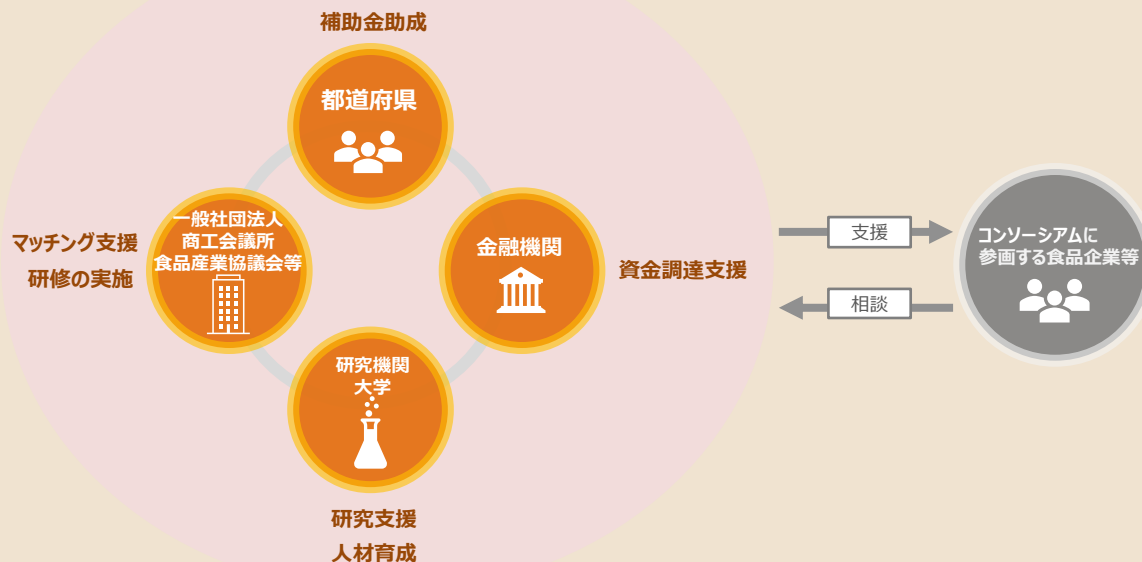 補助金助成
都道府県
マッチング支援
研修の実施
一般社団法人
商工会議所
食品産業協議会等
金融機関
資金調達支援
研究機関
大学
研究支援
人材育成
支援
相談
コンソーシアムに
参画する食品企業等